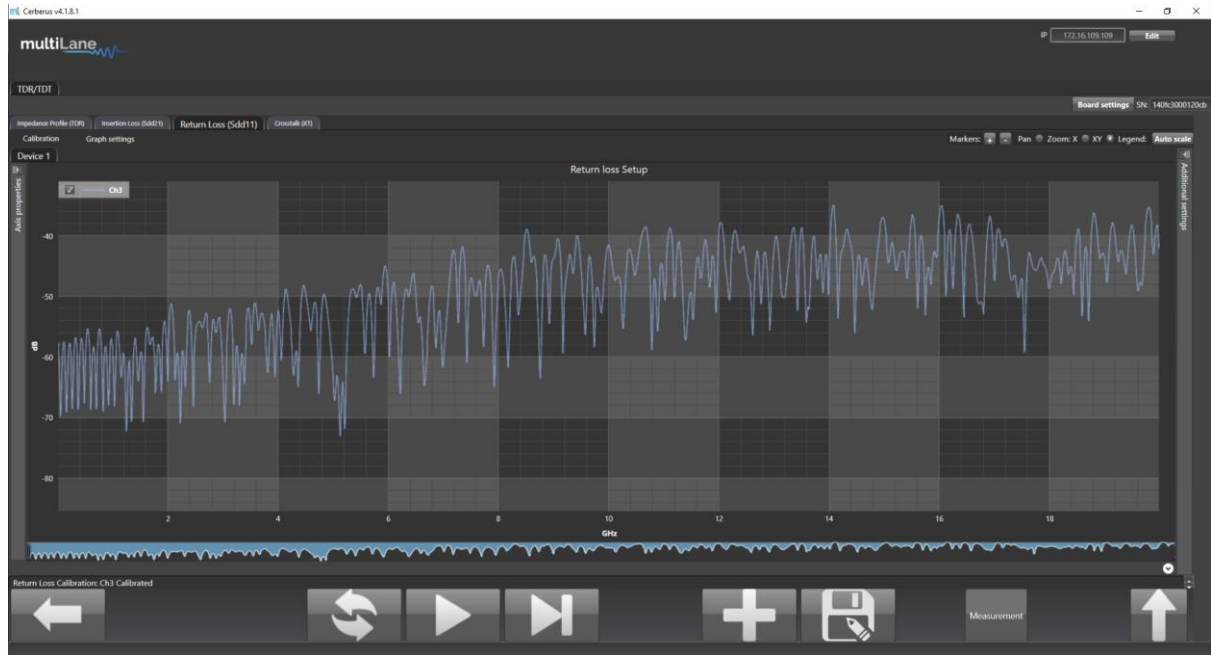 mL Cerberus v4.1.8.1
multiLane
IP 172.16.109.109 Edit
TDR/TDT
Board settings SN: 140fc3000120cb
Impedance Profile (TDR) Insertion Loss (Sdd21) Return Loss (Sdd11) Crosstalk (XT)
Calibration Graph settings Markers: + - Pan Zoom: X XY Legend: Auto scale
Device 1
Return loss Setup
Axis properties
Additional settings
Ch3
-40
-50
dB
-60
-70
-80
2 4 6 8 10 12 14 16 18
GHz
Return Loss Calibration: Ch3 Calibrated
Measurement